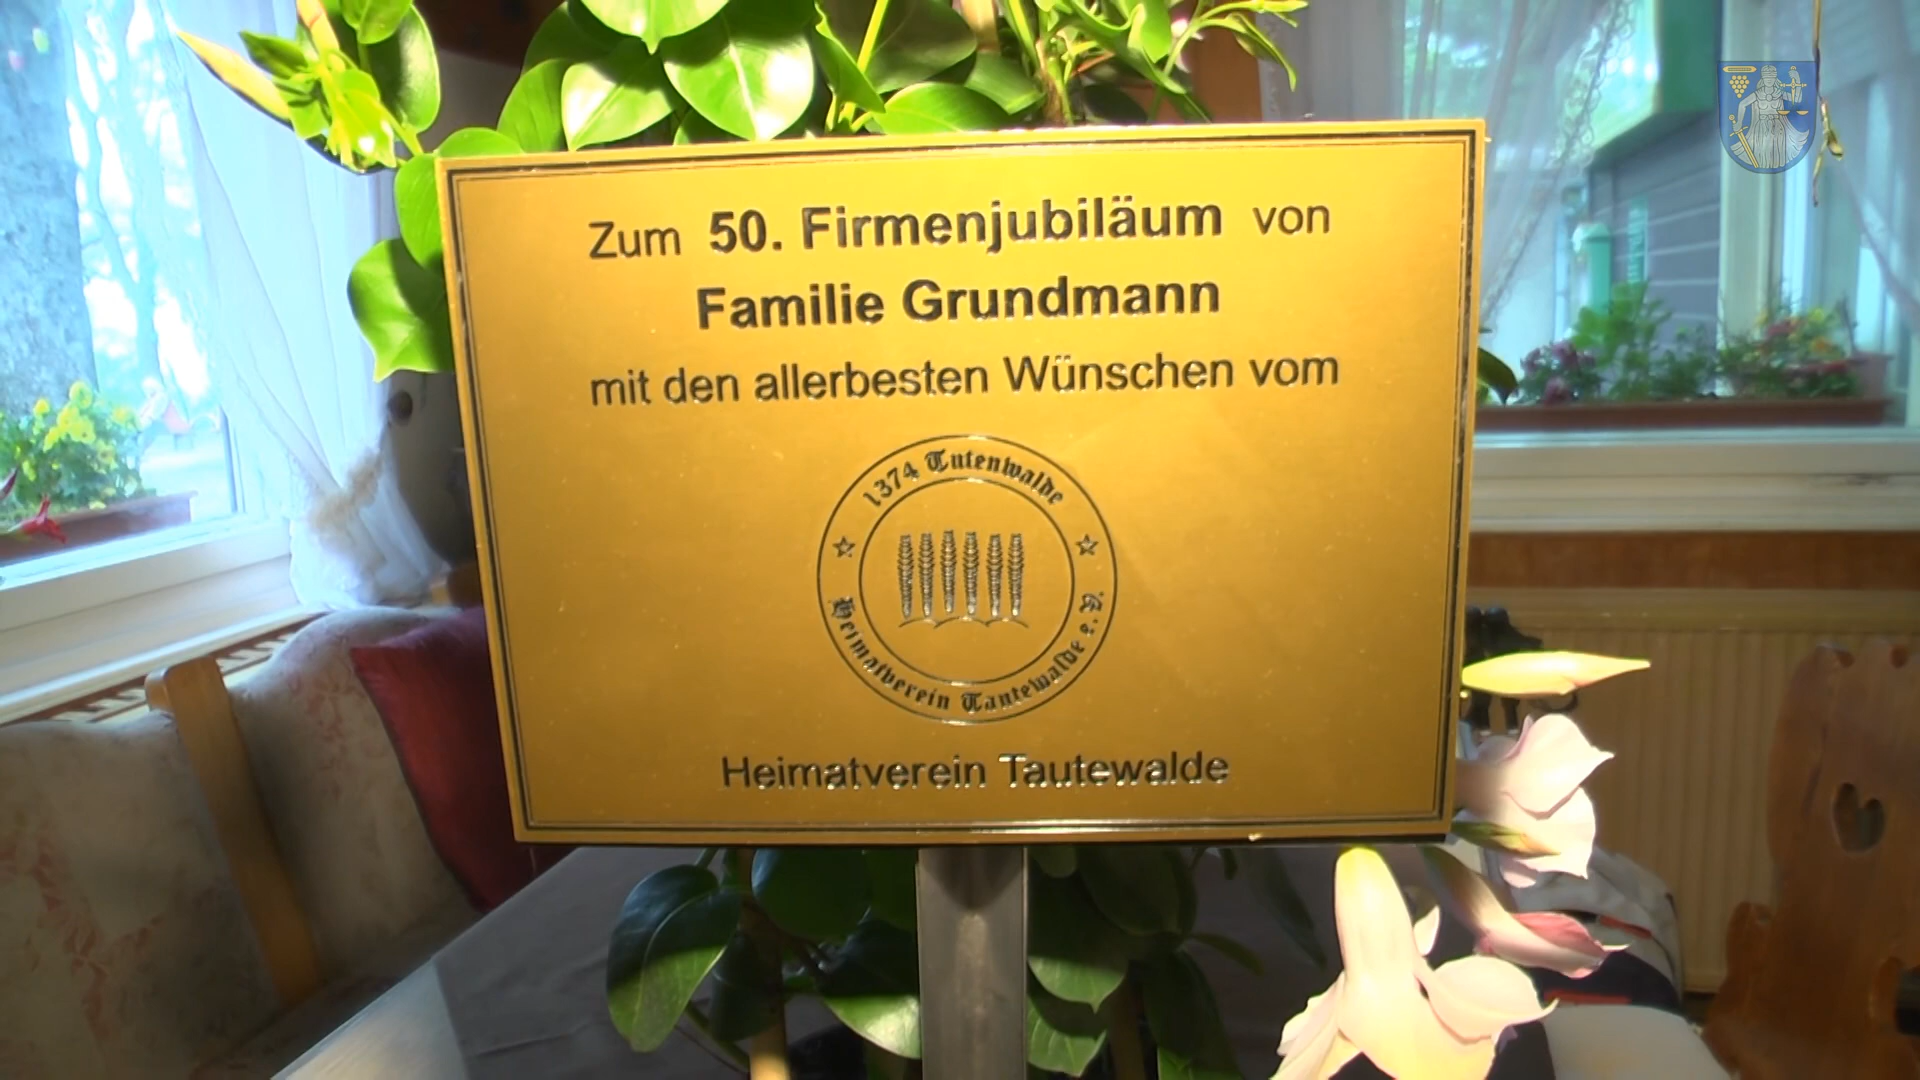 Zum 50. Firmenjubiläum von
Familie Grundmann
mit den allerbesten Wünschen vom
1374 Tutenwalde
Heimatverein Tautewalde e.V.
Heimatverein Tautewalde